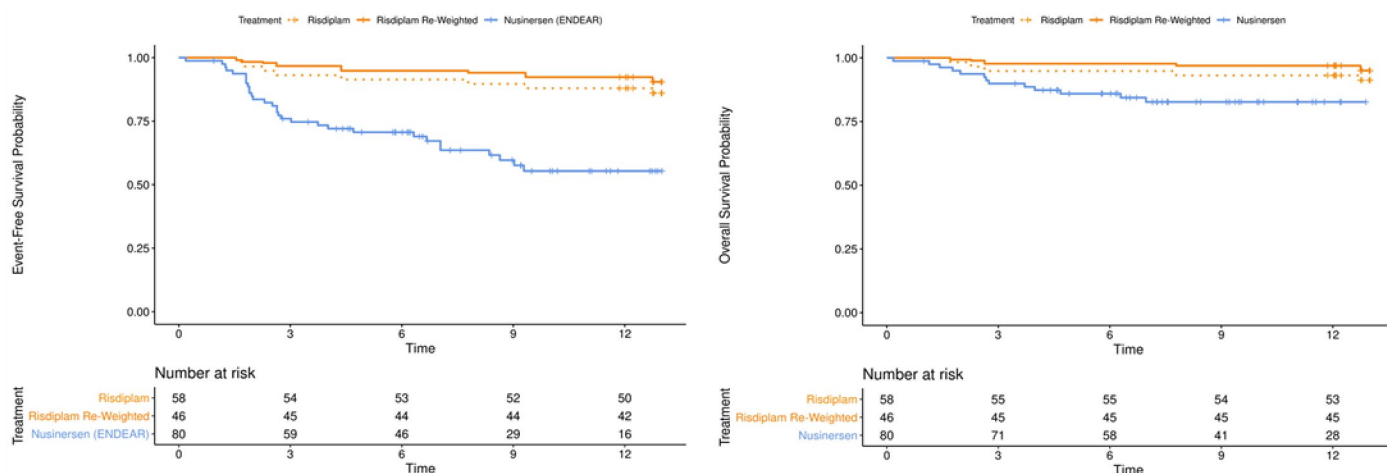 Treatment Risdiplam Risdiplam Re-Weighted Nusinersen (ENDEAR)
Event-Free Survival Probability
1.00
0.75
0.50
0.25
0.00
0 3 6 9 12
Time
Number at risk
Treatment
Risdiplam 58 54 53 52 50
Risdiplam Re-Weighted 46 45 44 44 42
Nusinersen (ENDEAR) 80 59 46 29 16
0 3 6 9 12
Time
Treatment Risdiplam Risdiplam Re-Weighted Nusinersen
Overall Survival Probability
1.00
0.75
0.50
0.25
0.00
0 3 6 9 12
Time
Number at risk
Treatment
Risdiplam 58 55 55 54 53
Risdiplam Re-Weighted 46 45 45 45 45
Nusinersen 80 71 58 41 28
0 3 6 9 12
Time